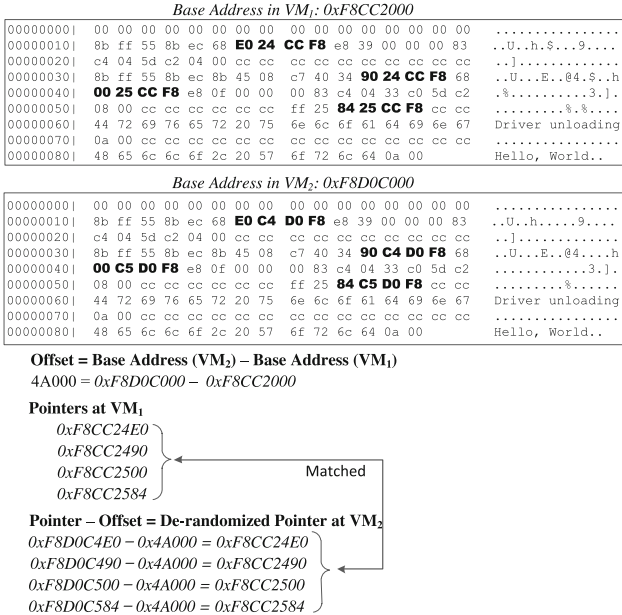 Base Address in VM1: 0xF8CC2000
00000000| 00 00 00 00 00 00 00 00 00 00 00 00 00 00 00 00 ................
00000010| 8b ff 55 8b ec 68 E0 24 CC F8 e8 39 00 00 00 83 ..U..h.$...9....
00000020| c4 04 5d c2 04 00 cc cc cc cc cc cc cc cc cc cc ..].............
00000030| 8b ff 55 8b ec 8b 45 08 c7 40 34 90 24 CC F8 68 ..U...E..@4.$..h
00000040| 00 25 CC F8 e8 0f 00 00 00 83 c4 04 33 c0 5d c2 .%..........3.].
00000050| 08 00 cc cc cc cc cc cc ff 25 84 25 CC F8 cc cc .........%.%....
00000060| 44 72 69 76 65 72 20 75 6e 6c 6f 61 64 69 6e 67 Driver unloading
00000070| 0a 00 cc cc cc cc cc cc cc cc cc cc cc cc cc cc ................
00000080| 48 65 6c 6c 6f 2c 20 57 6f 72 6c 64 0a 00 Hello, World..
Base Address in VM2: 0xF8D0C000
00000000| 00 00 00 00 00 00 00 00 00 00 00 00 00 00 00 00 ................
00000010| 8b ff 55 8b ec 68 E0 C4 D0 F8 e8 39 00 00 00 83 ..U..h.....9....
00000020| c4 04 5d c2 04 00 cc cc cc cc cc cc cc cc cc cc ..].............
00000030| 8b ff 55 8b ec 8b 45 08 c7 40 34 90 C4 D0 F8 68 ..U...E..@4....h
00000040| 00 C5 D0 F8 e8 0f 00 00 00 83 c4 04 33 c0 5d c2 ............3.].
00000050| 08 00 cc cc cc cc cc cc ff 25 84 C5 D0 F8 cc cc .........%......
00000060| 44 72 69 76 65 72 20 75 6e 6c 6f 61 64 69 6e 67 Driver unloading
00000070| 0a 00 cc cc cc cc cc cc cc cc cc cc cc cc cc cc ................
00000080| 48 65 6c 6c 6f 2c 20 57 6f 72 6c 64 0a 00 Hello, World..
Offset = Base Address (VM2) – Base Address (VM1)
4A000 = 0xF8D0C000 – 0xF8CC2000
Pointers at VM1
0xF8CC24E0
0xF8CC2490
0xF8CC2500
0xF8CC2584
Matched
Pointer – Offset = De-randomized Pointer at VM2
0xF8D0C4E0 – 0x4A000 = 0xF8CC24E0
0xF8D0C490 – 0x4A000 = 0xF8CC2490
0xF8D0C500 – 0x4A000 = 0xF8CC2500
0xF8D0C584 – 0x4A000 = 0xF8CC2584